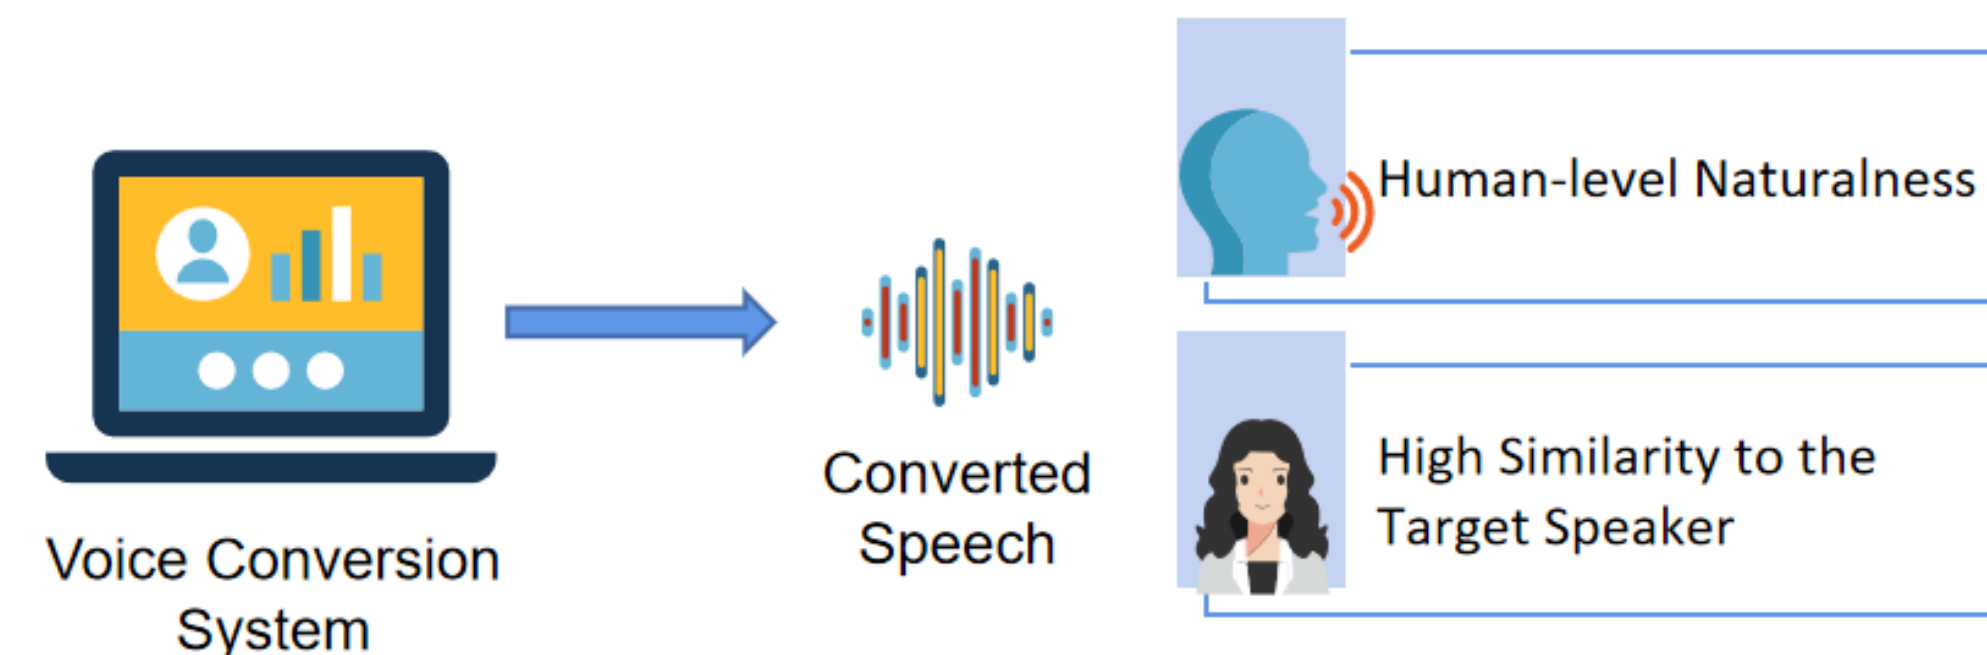 Voice Conversion
System
Converted
Speech
Human-level Naturalness
High Similarity to the
Target Speaker